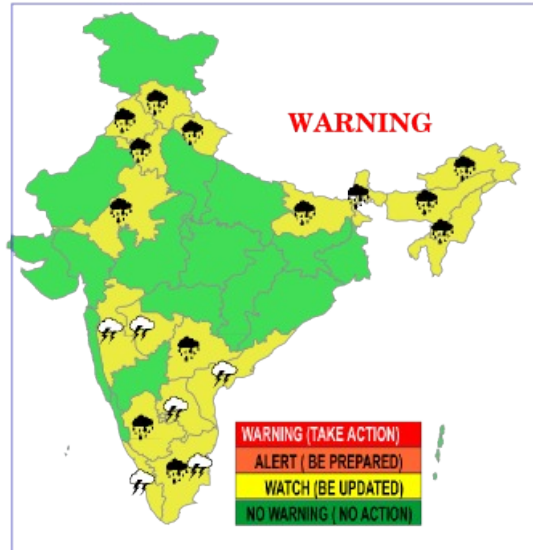 WARNING
WARNING (TAKE ACTION)
ALERT ( BE PREPARED)
WATCH (BE UPDATED)
NO WARNING ( NO ACTION)